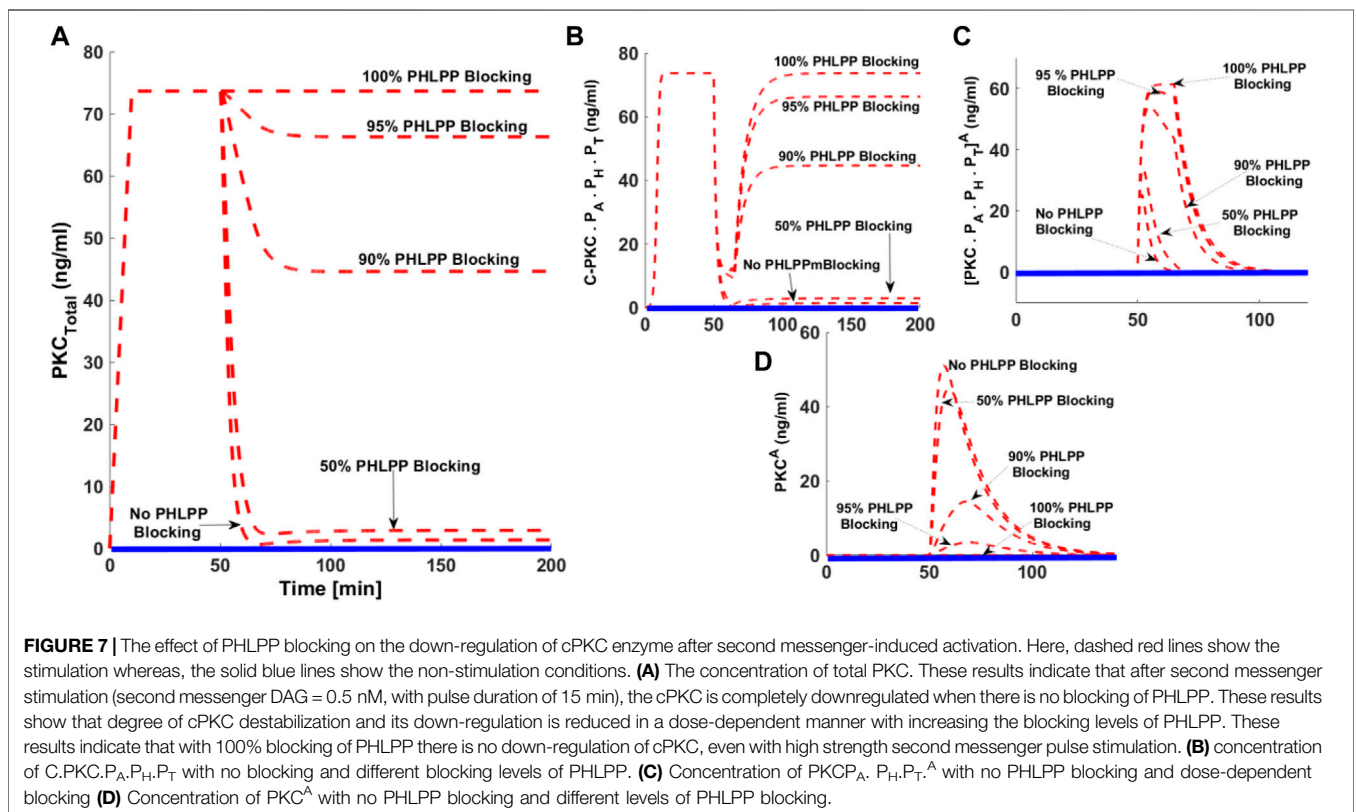 A
80
70
60
50
40
30
20
10
0
PKC_Total (ng/ml)
100% PHLPP Blocking
95% PHLPP Blocking
90% PHLPP Blocking
50% PHLPP Blocking
No PHLPP
Blocking
0 50 100 150 200
Time [min]
B
80
60
40
20
0
C-PKC . P_A . P_H . P_T (ng/ml)
100% PHLPP Blocking
95% PHLPP Blocking
90% PHLPP Blocking
50% PHLPP Blocking
No PHLPPmBlocking
0 50 100 150 200
C
60
40
20
0
[PKC . P_A . P_H . P_T]^A (ng/ml)
95 % PHLPP
Blocking
100% PHLPP
Blocking
90% PHLPP
Blocking
50% PHLPP
Blocking
No PHLPP
Blocking
0 50 100
D
60
40
20
0
PKC^A (ng/ml)
No PHLPP Blocking
50% PHLPP Blocking
90% PHLPP
Blocking
95% PHLPP
Blocking
100% PHLPP
Blocking
0 50 100
FIGURE 7 | The effect of PHLPP blocking on the down-regulation of cPKC enzyme after second messenger-induced activation. Here, dashed red lines show the
stimulation whereas, the solid blue lines show the non-stimulation conditions. (A) The concentration of total PKC. These results indicate that after second messenger
stimulation (second messenger DAG = 0.5 nM, with pulse duration of 15 min), the cPKC is completely downregulated when there is no blocking of PHLPP. These results
show that degree of cPKC destabilization and its down-regulation is reduced in a dose-dependent manner with increasing the blocking levels of PHLPP. These
results indicate that with 100% blocking of PHLPP there is no down-regulation of cPKC, even with high strength second messenger pulse stimulation. (B) concentration
of C.PKC.P_A.P_H.P_T with no blocking and different blocking levels of PHLPP. (C) Concentration of PKCP_A. P_H.P_T.^A with no PHLPP blocking and dose-dependent
blocking (D) Concentration of PKC^A with no PHLPP blocking and different levels of PHLPP blocking.